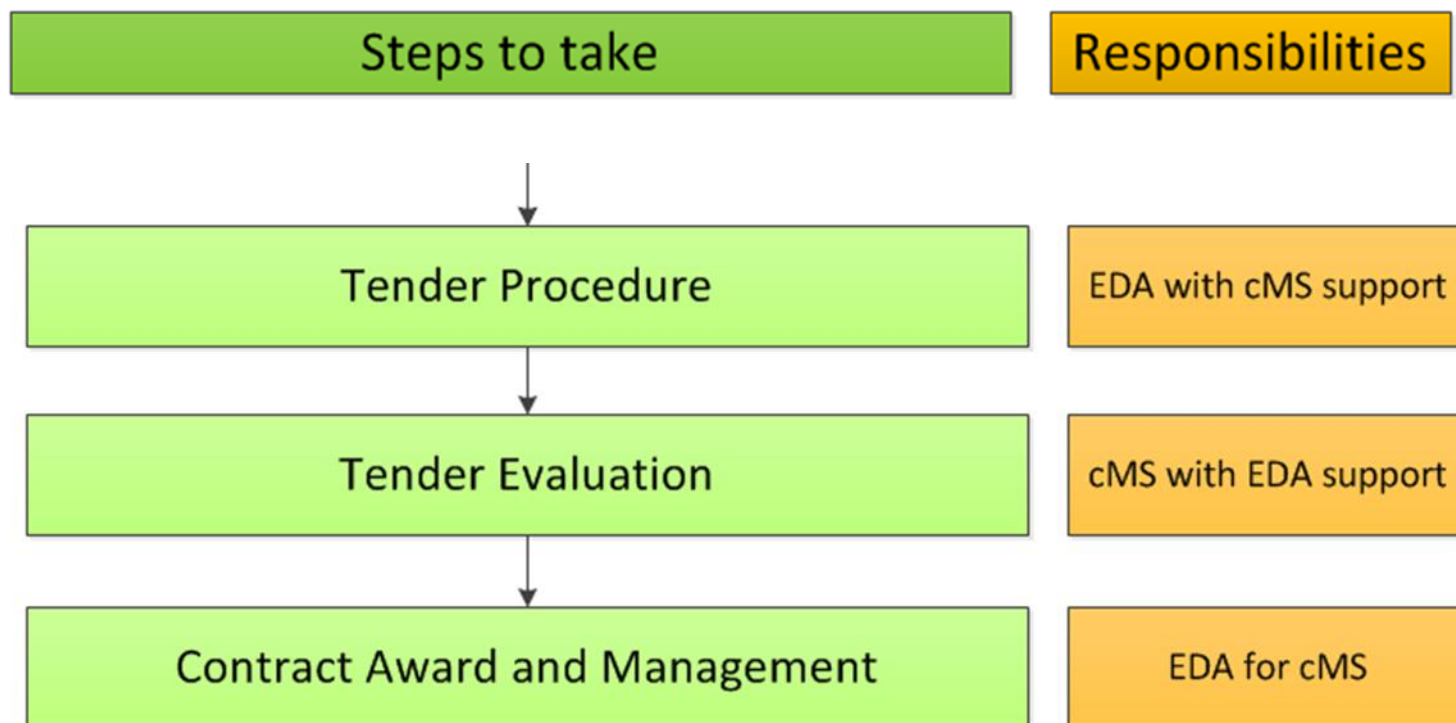 Steps to take
Responsibilities
Tender Procedure
EDA with cMS support
Tender Evaluation
cMS with EDA support
Contract Award and Management
EDA for cMS